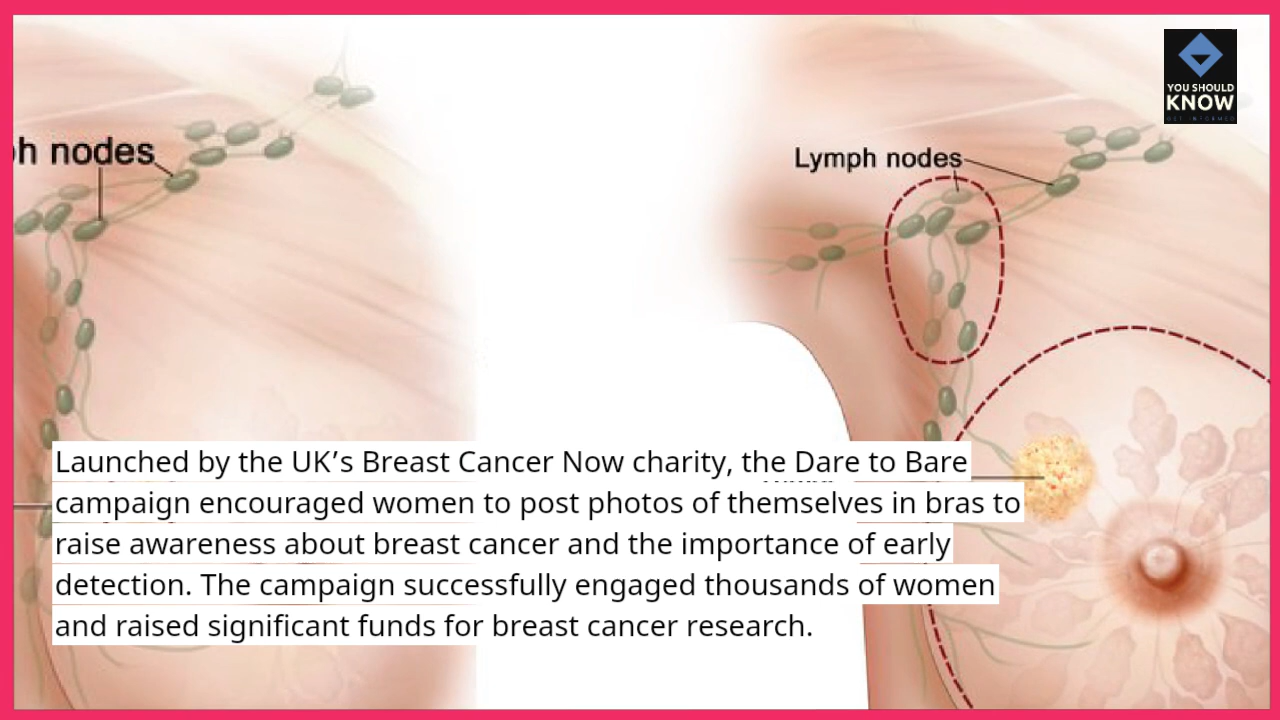 YOU SHOULD
KNOW
GET INFORMED
ph nodes
Lymph nodes
Launched by the UK’s Breast Cancer Now charity, the Dare to Bare
campaign encouraged women to post photos of themselves in bras to
raise awareness about breast cancer and the importance of early
detection. The campaign successfully engaged thousands of women
and raised significant funds for breast cancer research.